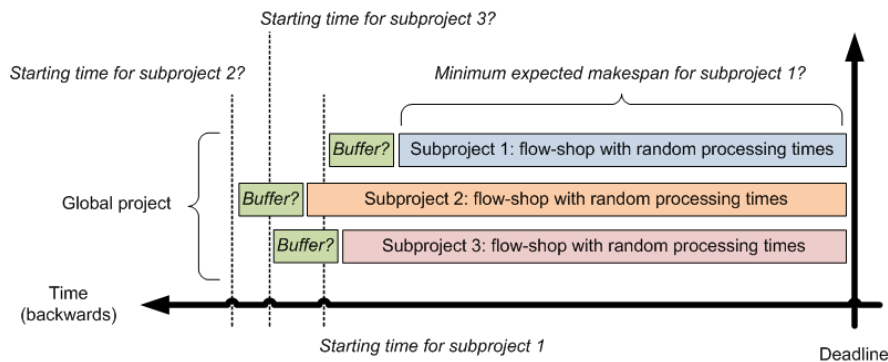 Starting time for subproject 3?
Starting time for subproject 2?
Minimum expected makespan for subproject 1?
Buffer?
Subproject 1: flow-shop with random processing times
Global project
Buffer?
Subproject 2: flow-shop with random processing times
Buffer?
Subproject 3: flow-shop with random processing times
Time
(backwards)
Starting time for subproject 1
Deadline